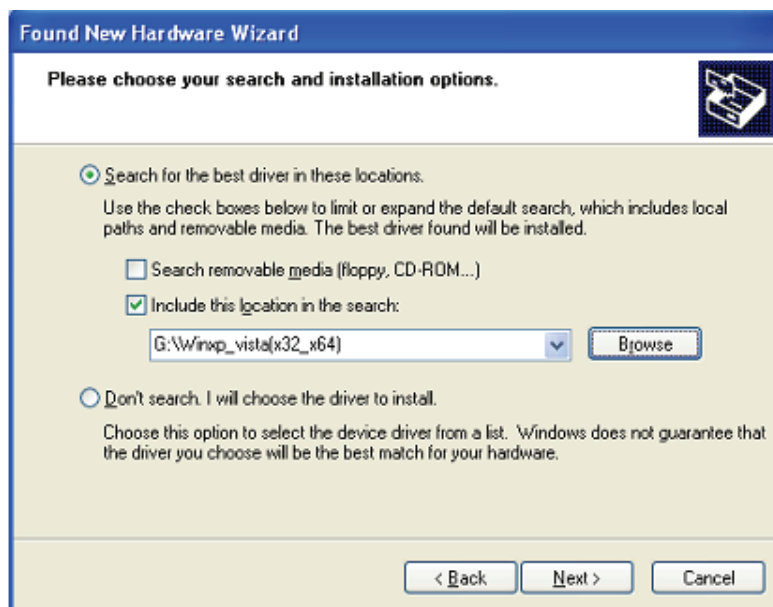 Found New Hardware Wizard
Please choose your search and installation options.
Search for the best driver in these locations.
Use the check boxes below to limit or expand the default search, which includes local
paths and removable media. The best driver found will be installed.
Search removable media (floppy, CD-ROM...)
Include this location in the search:
G:\Winxp_vista(x32_x64)
Browse
Don't search. I will choose the driver to install.
Choose this option to select the device driver from a list. Windows does not guarantee that
the driver you choose will be the best match for your hardware.
< Back
Next >
Cancel